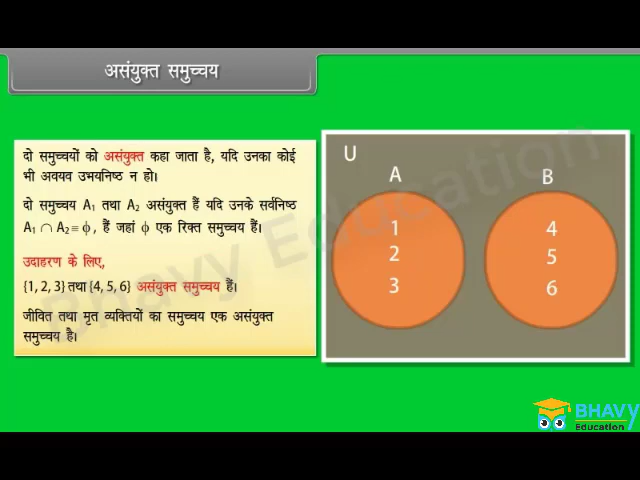 असंयुक्त समुच्चय
दो समुच्चयों को असंयुक्त कहा जाता है, यदि उनका कोई
भी अवयव उभयनिष्ठ न हो।
दो समुच्चय A₁ तथा A₂ असंयुक्त हैं यदि उनके सर्वनिष्ठ
A₁ ∩ A₂ = ϕ, हैं जहां ϕ एक रिक्त समुच्चय हैं।
उदाहरण के लिए,
{1, 2, 3} तथा {4, 5, 6} असंयुक्त समुच्चय हैं।
जीवित तथा मृत व्यक्तियों का समुच्चय एक असंयुक्त
समुच्चय है।
U
A
B
1
2
3
4
5
6
Bhavy Education
BHAVY
Education